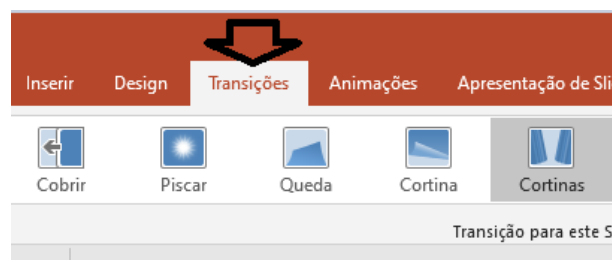 Inserir Design Transições Animações Apresentação de Sli
Cobrir Piscar Queda Cortina Cortinas
Transição para este S